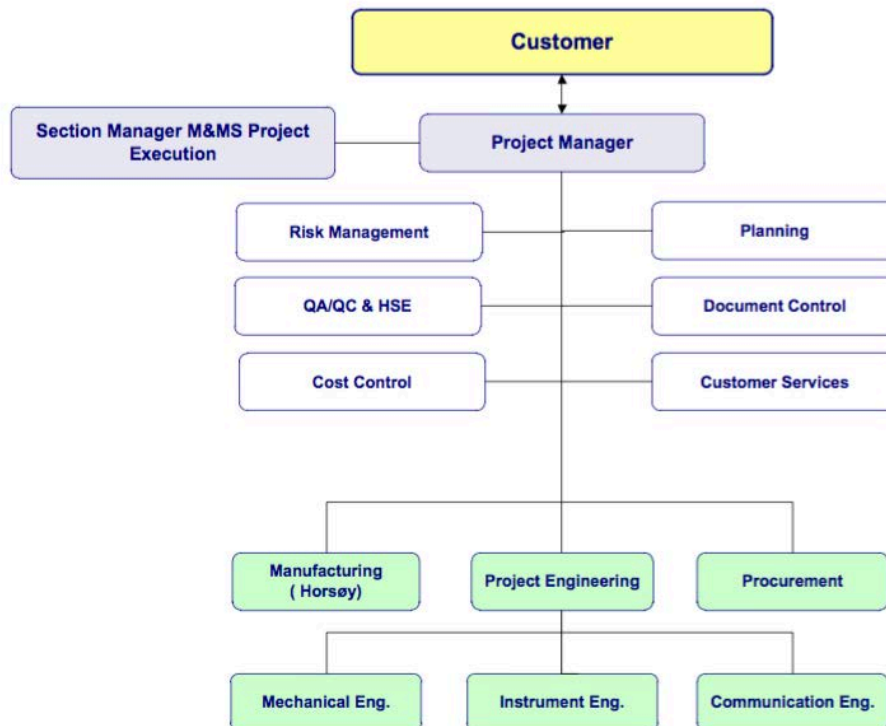 Customer
Section Manager M&MS Project
Execution
Project Manager
Risk Management
Planning
QA/QC & HSE
Document Control
Cost Control
Customer Services
Manufacturing
( Horsøy)
Project Engineering
Procurement
Mechanical Eng.
Instrument Eng.
Communication Eng.